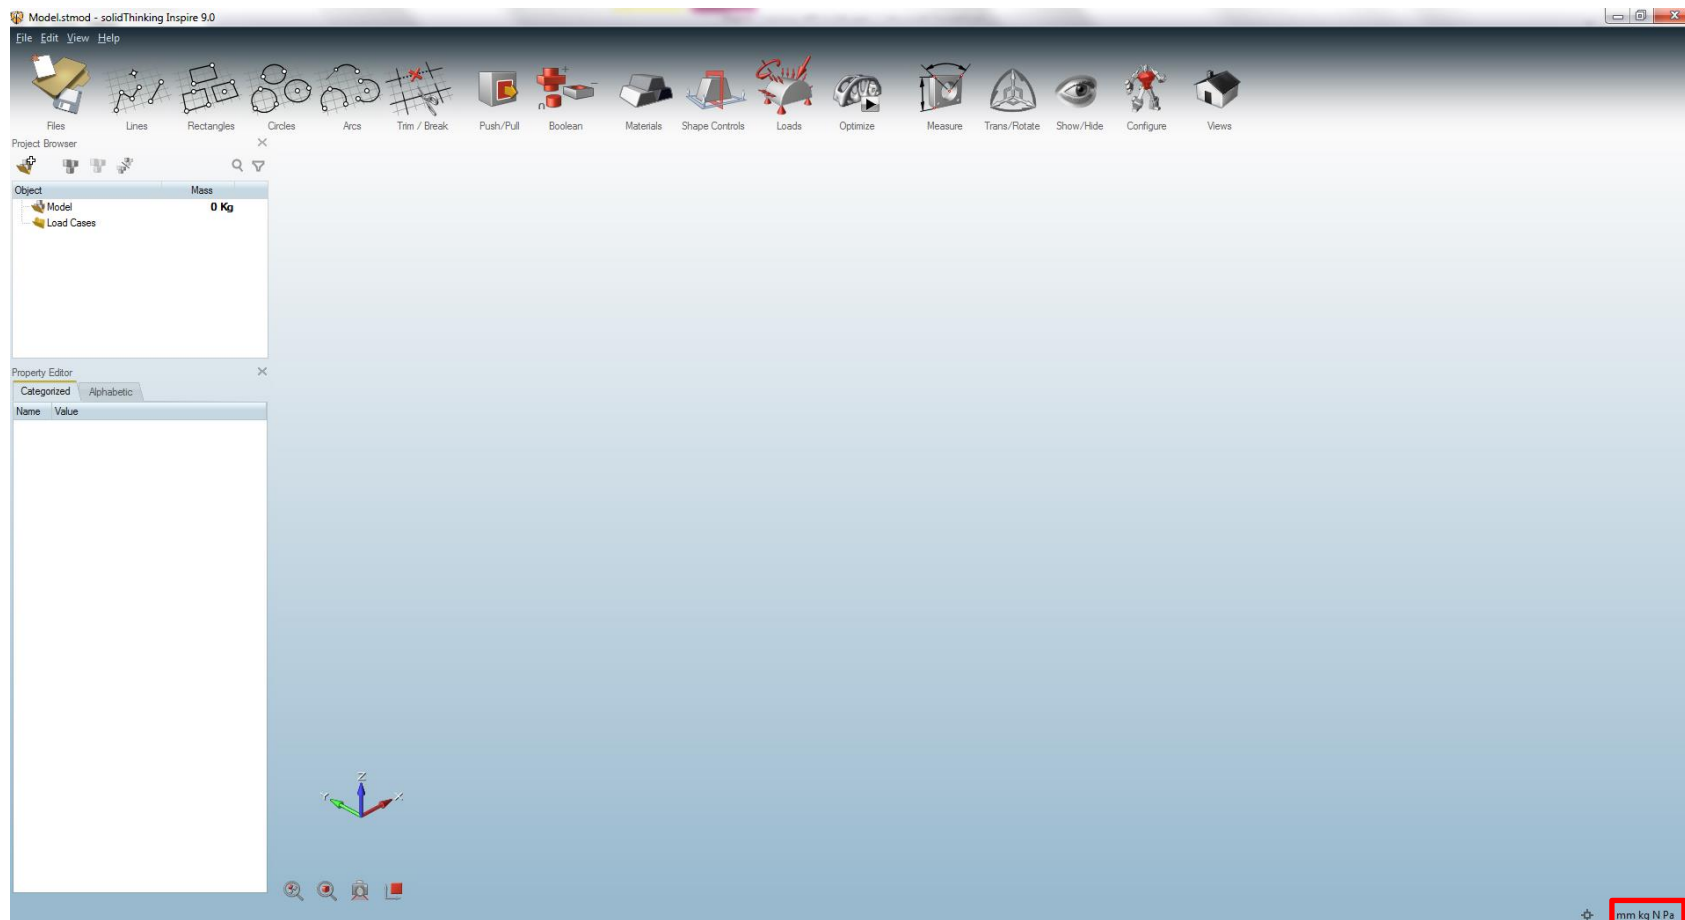 Model.stmod - solidThinking Inspire 9.0
File Edit View Help
Files Lines Rectangles Circles Arcs Trim / Break Push/Pull Boolean Materials Shape Controls Loads Optimize Measure Trans/Rotate Show/Hide Configure Views
Project Browser
Object Mass
Model 0 Kg
Load Cases
Property Editor
Categorized Alphabetic
Name Value
Z
Y X
mm kg N Pa